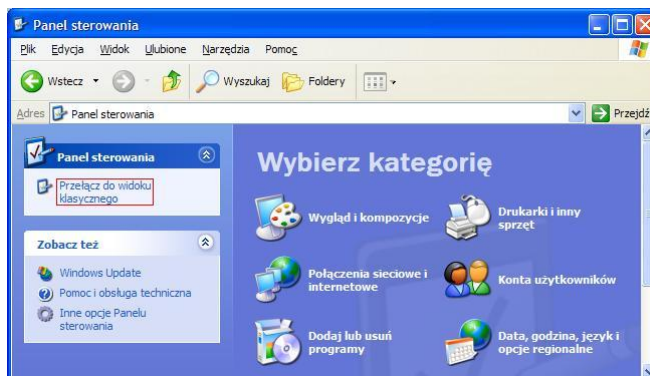 Panel sterowania
Plik Edycja Widok Ulubione Narzędzia Pomoc
Wstecz Wyszukaj Foldery
Adres Panel sterowania Przejdź
Panel sterowania
Przełącz do widoku
klasycznego
Zobacz też
Windows Update
Pomoc i obsługa techniczna
Inne opcje Panelu
sterowania
Wybierz kategorię
Wygląd i kompozycje
Drukarki i inny
sprzęt
Połączenia sieciowe i
internetowe
Konta użytkowników
Dodaj lub usuń
programy
Data, godzina, język i
opcje regionalne